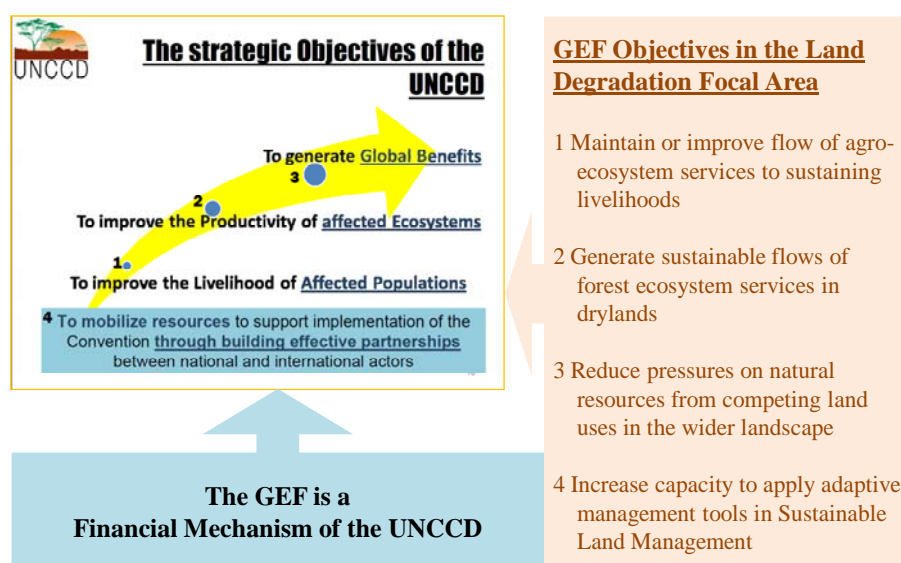 UNCCD
The strategic Objectives of the
UNCCD
To generate Global Benefits
3
2
To improve the Productivity of affected Ecosystems
1
To improve the Livelihood of Affected Populations
4 To mobilize resources to support implementation of the
Convention through building effective partnerships
between national and international actors
The GEF is a
Financial Mechanism of the UNCCD
GEF Objectives in the Land
Degradation Focal Area
1 Maintain or improve flow of agro-
ecosystem services to sustaining
livelihoods
2 Generate sustainable flows of
forest ecosystem services in
drylands
3 Reduce pressures on natural
resources from competing land
uses in the wider landscape
4 Increase capacity to apply adaptive
management tools in Sustainable
Land Management